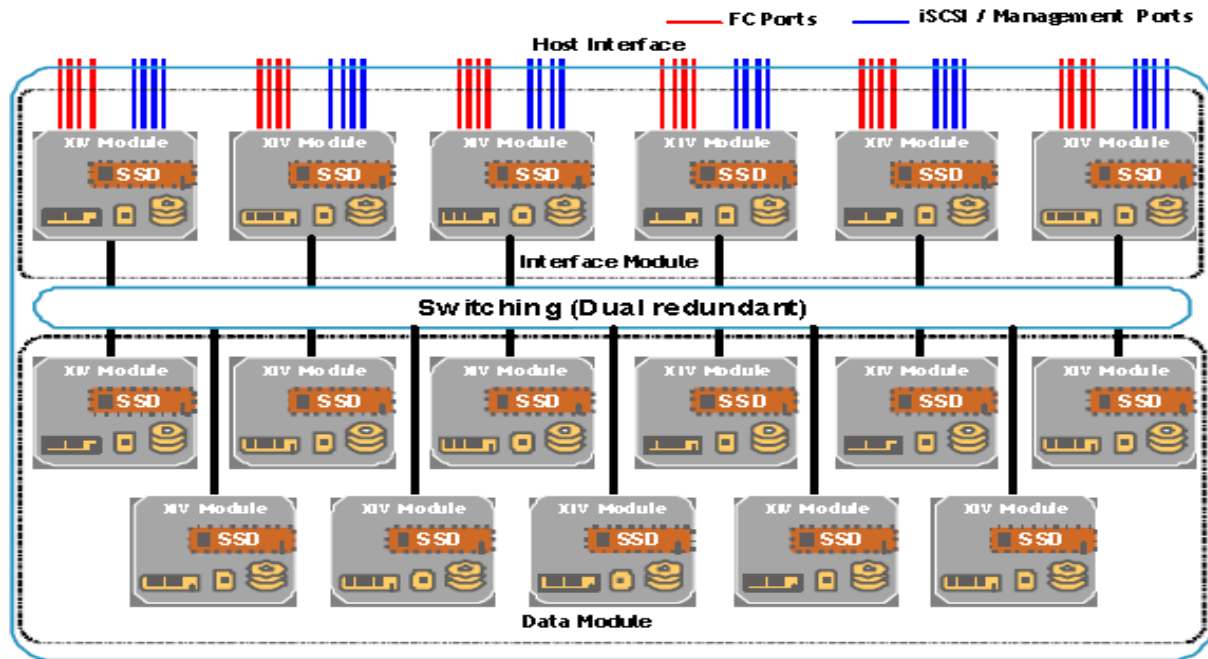 FC Ports iSCSI / Management Ports
Host Interface
XIV Module XIV Module XIV Module XIV Module XIV Module XIV Module
SSD SSD SSD SSD SSD SSD
Interface Module
Switching (Dual redundant)
XIV Module XIV Module XIV Module XIV Module XIV Module XIV Module
SSD SSD SSD SSD SSD SSD
XIV Module XIV Module XIV Module XIV Module XIV Module
SSD SSD SSD SSD SSD
Data Module